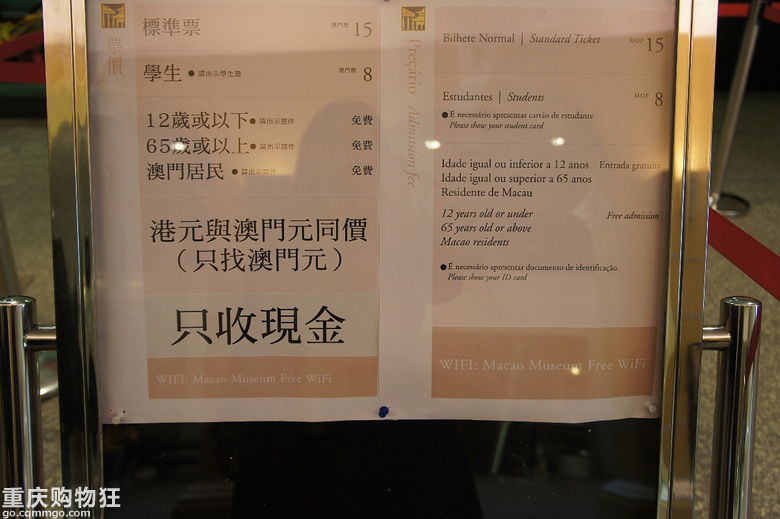 票價
標準票 澳門幣 15
學生 ●請出示學生證 澳門幣 8
12歲或以下●請出示證件 免費
65歲或以上●請出示證件 免費
澳門居民 ●請出示證件 免費
港元與澳門元同價
（只找澳門元）
只收現金
WIFI: Macao Museum Free WiFi
Preçário Admission fee
Bilhete Normal | Standard Ticket MOP 15
Estudantes | Students MOP 8
●É necessário apresentar cartão de estudante
Please show your student card
Idade igual ou inferior a 12 anos Entrada gratuita
Idade igual ou superior a 65 anos
Residente de Macau
12 years old or under Free admission
65 years old or above
Macao residents
●É necessário apresentar documento de identificação
Please show your ID card
WIFI: Macao Museum Free WiFi
重庆购物狂
go.cqmmgo.com